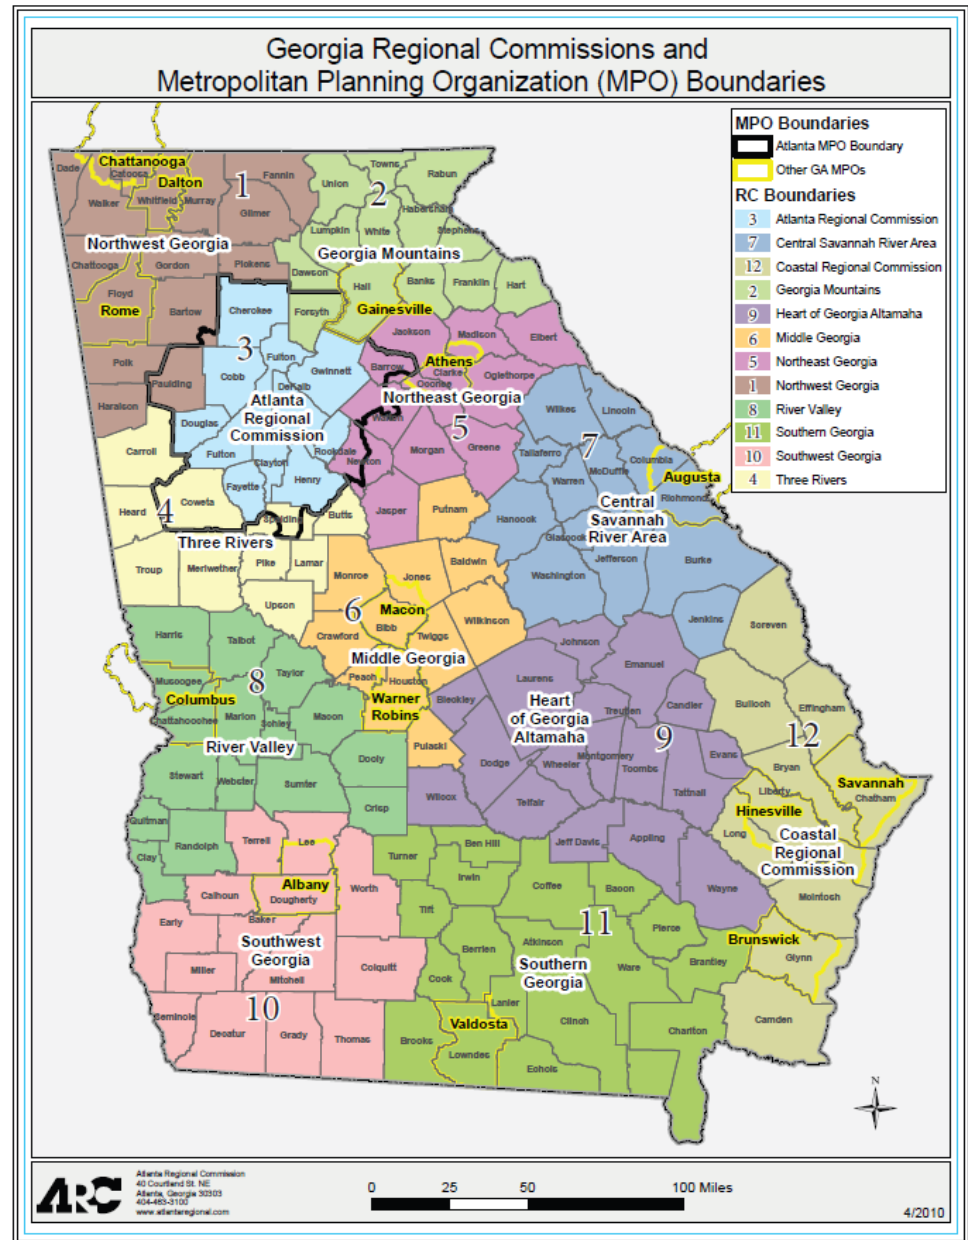 Georgia Regional Commissions and
Metropolitan Planning Organization (MPO) Boundaries
MPO Boundaries
Atlanta MPO Boundary
Other GA MPOs
RC Boundaries
3 Atlanta Regional Commission
7 Central Savannah River Area
12 Coastal Regional Commission
2 Georgia Mountains
9 Heart of Georgia Altamaha
6 Middle Georgia
5 Northeast Georgia
1 Northwest Georgia
8 River Valley
11 Southern Georgia
10 Southwest Georgia
4 Three Rivers
Chattanooga
Dade
Catoosa
Fannin
Towns
Rabun
Dalton
1
Union
2
Walker
Whitfield
Murray
Gilmer
Habersham
Lumpkin
White
Stephens
Northwest Georgia
Georgia Mountains
Chattooga
Gordon
Pickens
Dawson
Hall
Banks
Franklin
Hart
Floyd
Rome
Bartow
Cherokee
Forsyth
Gainesville
Jackson
Madison
Elbert
3
Fulton
Polk
Cobb
Gwinnett
Barrow
Athens
Clarke
Oconee
Oglethorpe
Paulding
DeKalb
Northeast Georgia
Haralson
Atlanta
Regional
Commission
Walton
5
Wilkes
Lincoln
Douglas
Carroll
Fulton
Clayton
Rockdale
Newton
Morgan
Greene
7
Taliaferro
McDuffie
Columbia
Augusta
Richmond
Warren
Fayette
Henry
Coweta
Central
Savannah
River Area
Heard
4
Spalding
Butts
Jasper
Putnam
Hancock
Glascock
Three Rivers
Troup
Meriwether
Pike
Lamar
Jefferson
Burke
Monroe
Jones
Baldwin
Washington
Upson
6
Macon
Bibb
Wilkinson
Jenkins
Screven
Harris
Talbot
Crawford
Twiggs
Johnson
Emanuel
Middle Georgia
Taylor
Peach
Houston
Laurens
Muscogee
8
Columbus
Warner
Robins
Bleckley
Heart
of Georgia
Altamaha
Treutlen
Candler
Bulloch
Effingham
Chattahoochee
Marion
Schley
Macon
12
River Valley
Pulaski
Dooly
9
Montgomery
Evans
Dodge
Wheeler
Toombs
Bryan
Stewart
Webster
Sumter
Savannah
Chatham
Liberty
Hinesville
Wilcox
Telfair
Tattnall
Crisp
Quitman
Long
Coastal
Regional
Commission
Randolph
Terrell
Lee
Ben Hill
Jeff Davis
Appling
Clay
Turner
Irwin
Albany
Dougherty
Worth
Coffee
Bacon
Wayne
McIntosh
Calhoun
Tift
Early
Baker
11
Pierce
Southwest
Georgia
Berrien
Atkinson
Brunswick
Glynn
Miller
Mitchell
Colquitt
Cook
Southern
Georgia
Ware
Brantley
10
Lanier
Seminole
Decatur
Grady
Thomas
Brooks
Valdosta
Lowndes
Clinch
Charlton
Camden
Echols
N
ARC
Atlanta Regional Commission
40 Courtland St. NE
Atlanta, Georgia 30303
404-463-3100
www.atlantaregional.com
0 25 50 100 Miles
4/2010